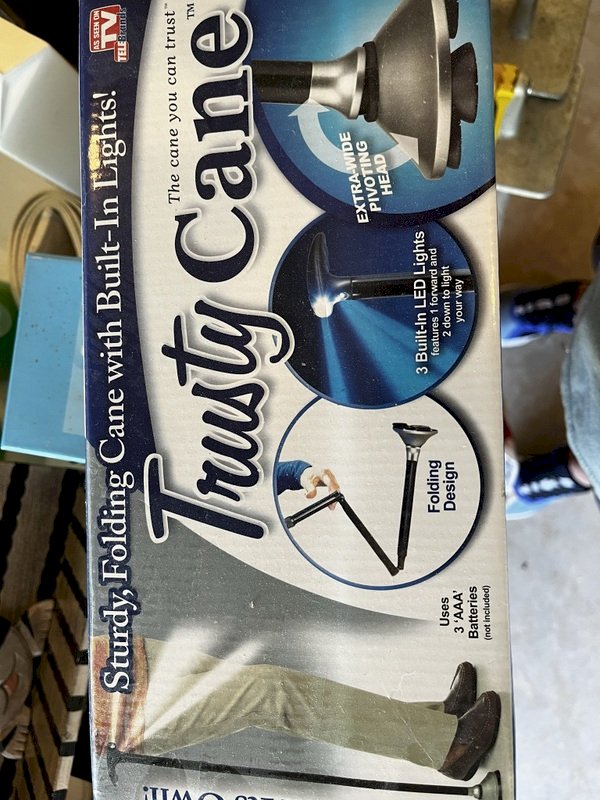 AS SEEN ON
TV
TELEBrands
Sturdy, Folding Cane with Built-In Lights!
The cane you can trust™
Trusty Cane™
EXTRA-WIDE
PIVOTING
HEAD
3 Built-In LED Lights
features 1 forward and
2 down to light
your way
Folding
Design
Uses
3 'AAA'
Batteries
(not included)